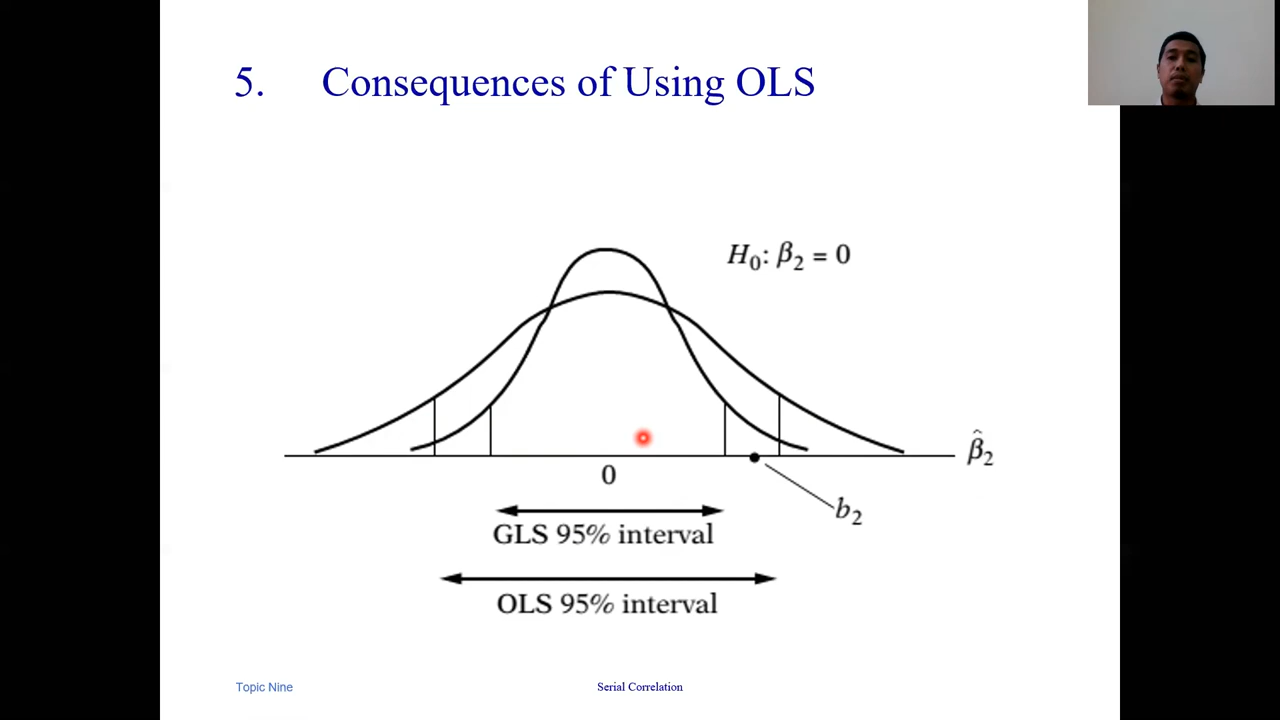 5. Consequences of Using OLS
H₀: β₂ = 0
β̂₂
0
b₂
GLS 95% interval
OLS 95% interval
Topic Nine
Serial Correlation